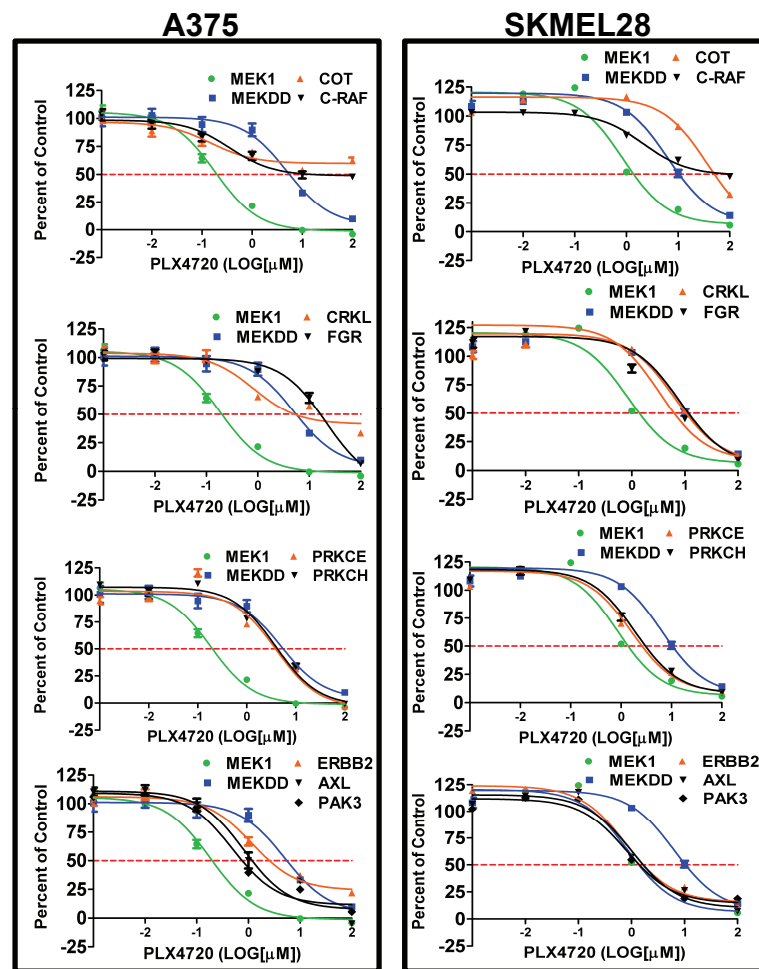 A375
SKMEL28
MEK1 COT
MEKDD C-RAF
Percent of Control
125
100
75
50
25
0
-25
-2 -1 0 1 2
PLX4720 (LOG[μM])
MEK1 COT
MEKDD C-RAF
Percent of Control
125
100
75
50
25
0
-25
-2 -1 0 1 2
PLX4720 (LOG[μM])
MEK1 CRKL
MEKDD FGR
Percent of Control
125
100
75
50
25
0
-25
-2 -1 0 1 2
PLX4720 (LOG[μM])
MEK1 CRKL
MEKDD FGR
Percent of Control
125
100
75
50
25
0
-25
-2 -1 0 1 2
PLX4720 (LOG[μM])
MEK1 PRKCE
MEKDD PRKCH
Percent of Control
125
100
75
50
25
0
-25
-2 -1 0 1 2
PLX4720 (LOG[μM])
MEK1 PRKCE
MEKDD PRKCH
Percent of Control
125
100
75
50
25
0
-25
-2 -1 0 1 2
PLX4720 (LOG[μM])
MEK1 ERBB2
MEKDD AXL
PAK3
Percent of Control
125
100
75
50
25
0
-25
-2 -1 0 1 2
PLX4720 (LOG[μM])
MEK1 ERBB2
MEKDD AXL
PAK3
Percent of Control
125
100
75
50
25
0
-25
-2 -1 0 1 2
PLX4720 (LOG[μM])